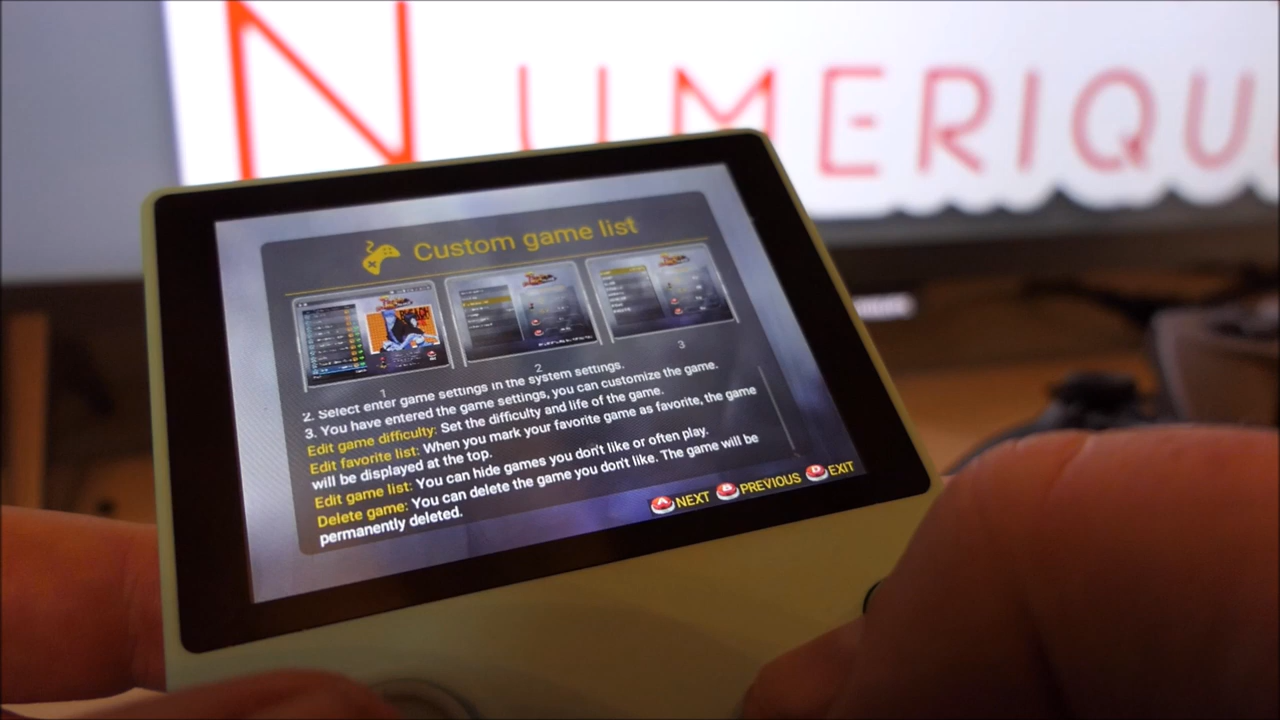 NUMERIQU
Custom game list
1
2
3
2. Select enter game settings in the system settings.
3. You have entered the game settings, you can customize the game.
Edit game difficulty: Set the difficulty and life of the game.
Edit favorite list: When you mark your favorite game as favorite, the game
will be displayed at the top.
Edit game list: You can hide games you don't like or often play.
Delete game: You can delete the game you don't like. The game will be
permanently deleted.
A NEXT B PREVIOUS D EXIT